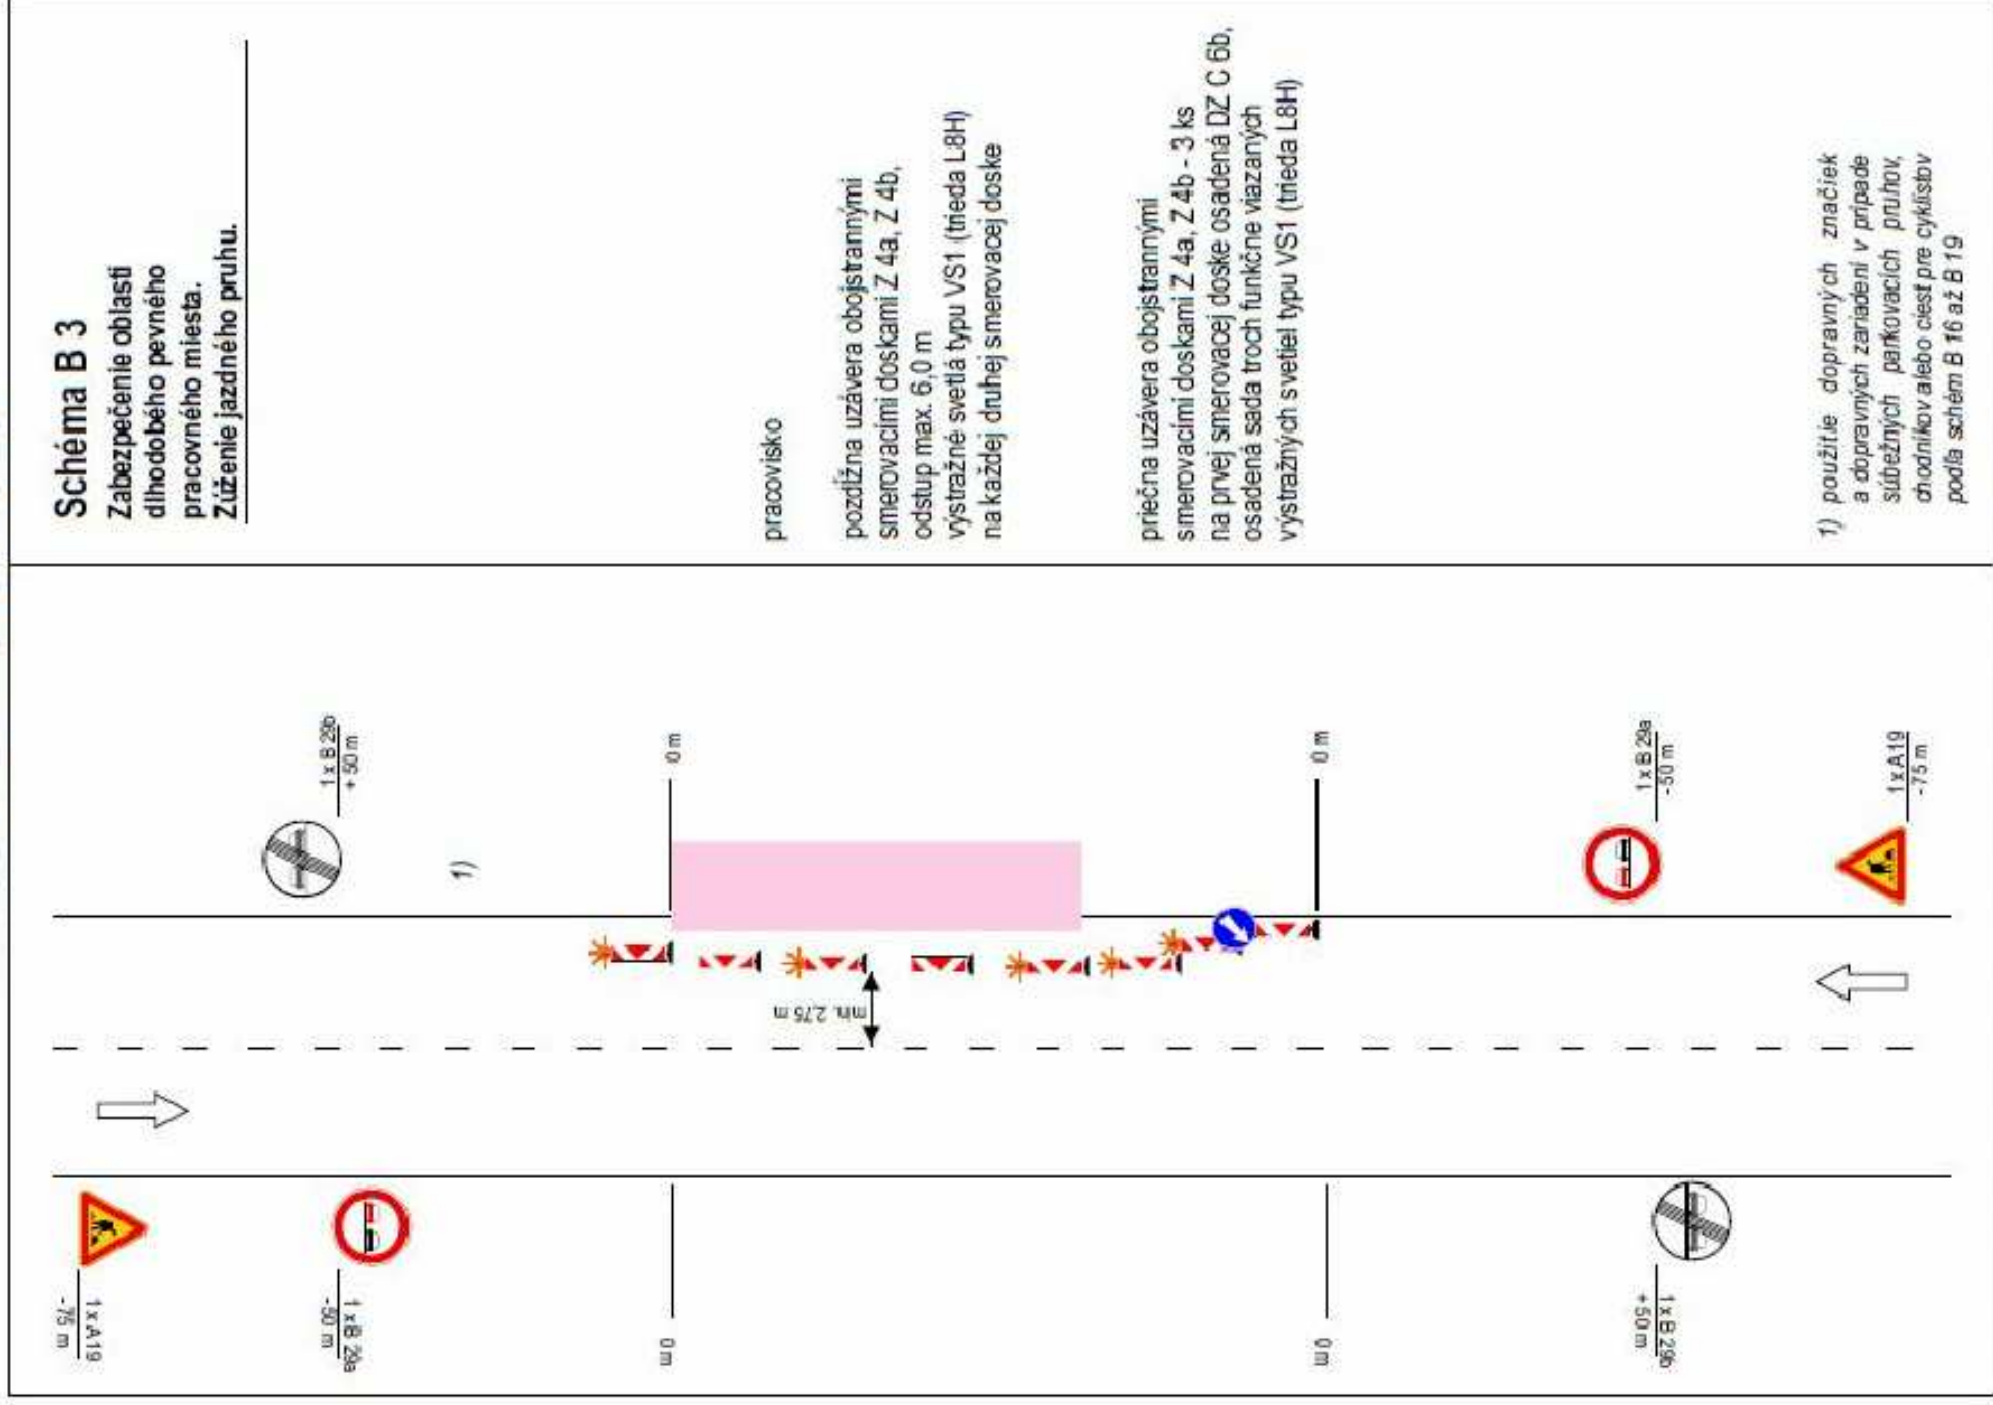 Schéma B 3
Zabezpečenie oblasti
dlhodobého pevného
pracovného miesta.
Zúženie jazdného pruhu.
pracovisko
pozdĺžna uzávera obojstrannými
smerovacími doskami Z 4a, Z 4b,
odstup max. 6,0 m
výstražné svetlá typu VS1 (trieda L8H)
na každej druhej smerovacej doske
priečna uzávera obojstrannými
smerovacími doskami Z 4a, Z 4b - 3 ks
na prvej smerovacej doske osadená DZ C 6b,
osadená sada troch funkčne viazaných
výstražných svetiel typu VS1 (trieda L8H)
1) použitie dopravných značiek
a dopravných zariadení v prípade
súbežných parkovacích pruhov,
chodníkov alebo ciest pre cyklistov
podľa schém B 16 až B 19
1 x B 29b
+ 50 m
1)
0 m
0 m
1 x B 29a
- 50 m
1 x A19
- 75 m
min. 2,75 m
1 x A19
- 75 m
1 x B 29a
- 50 m
0 m
0 m
1 x B 29b
+ 50 m